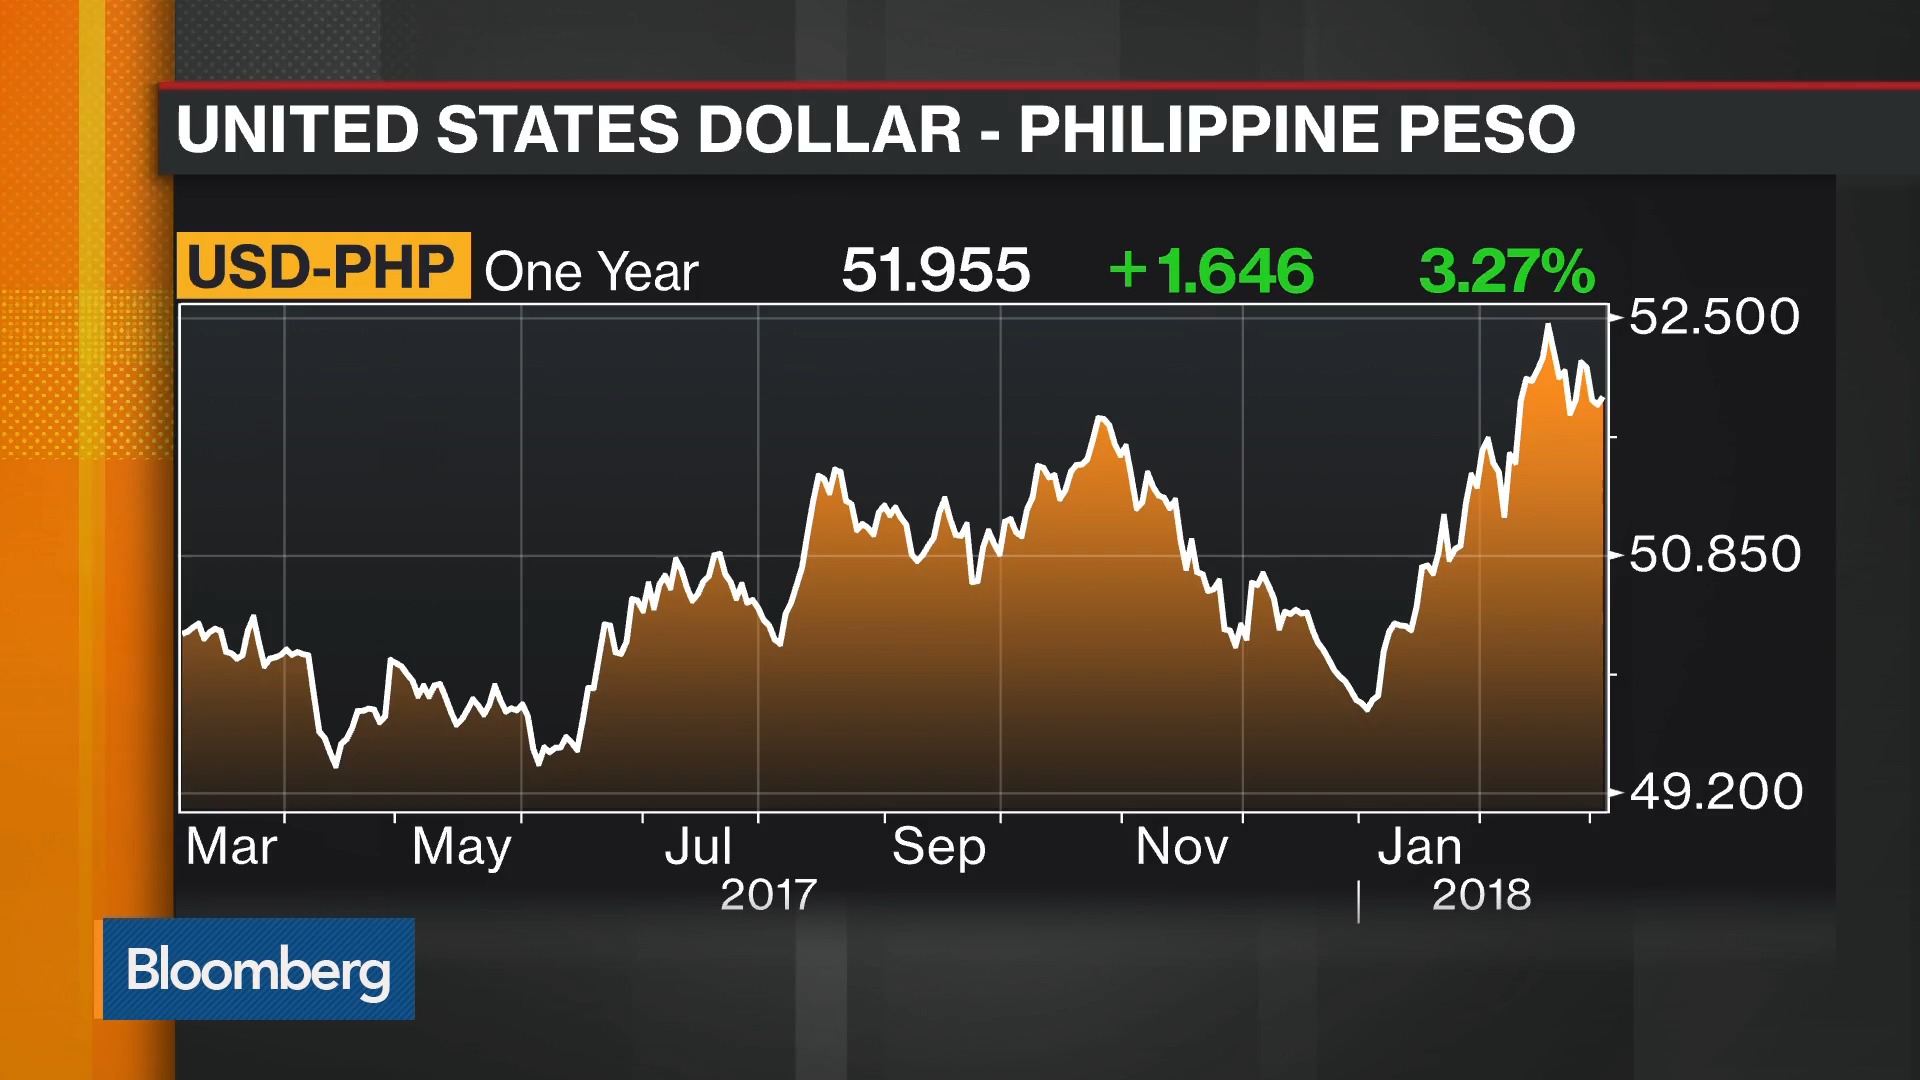 UNITED STATES DOLLAR - PHILIPPINE PESO
USD-PHP One Year 51.955 +1.646 3.27%
52.500
50.850
49.200
Mar May Jul Sep Nov Jan
2017 2018
Bloomberg